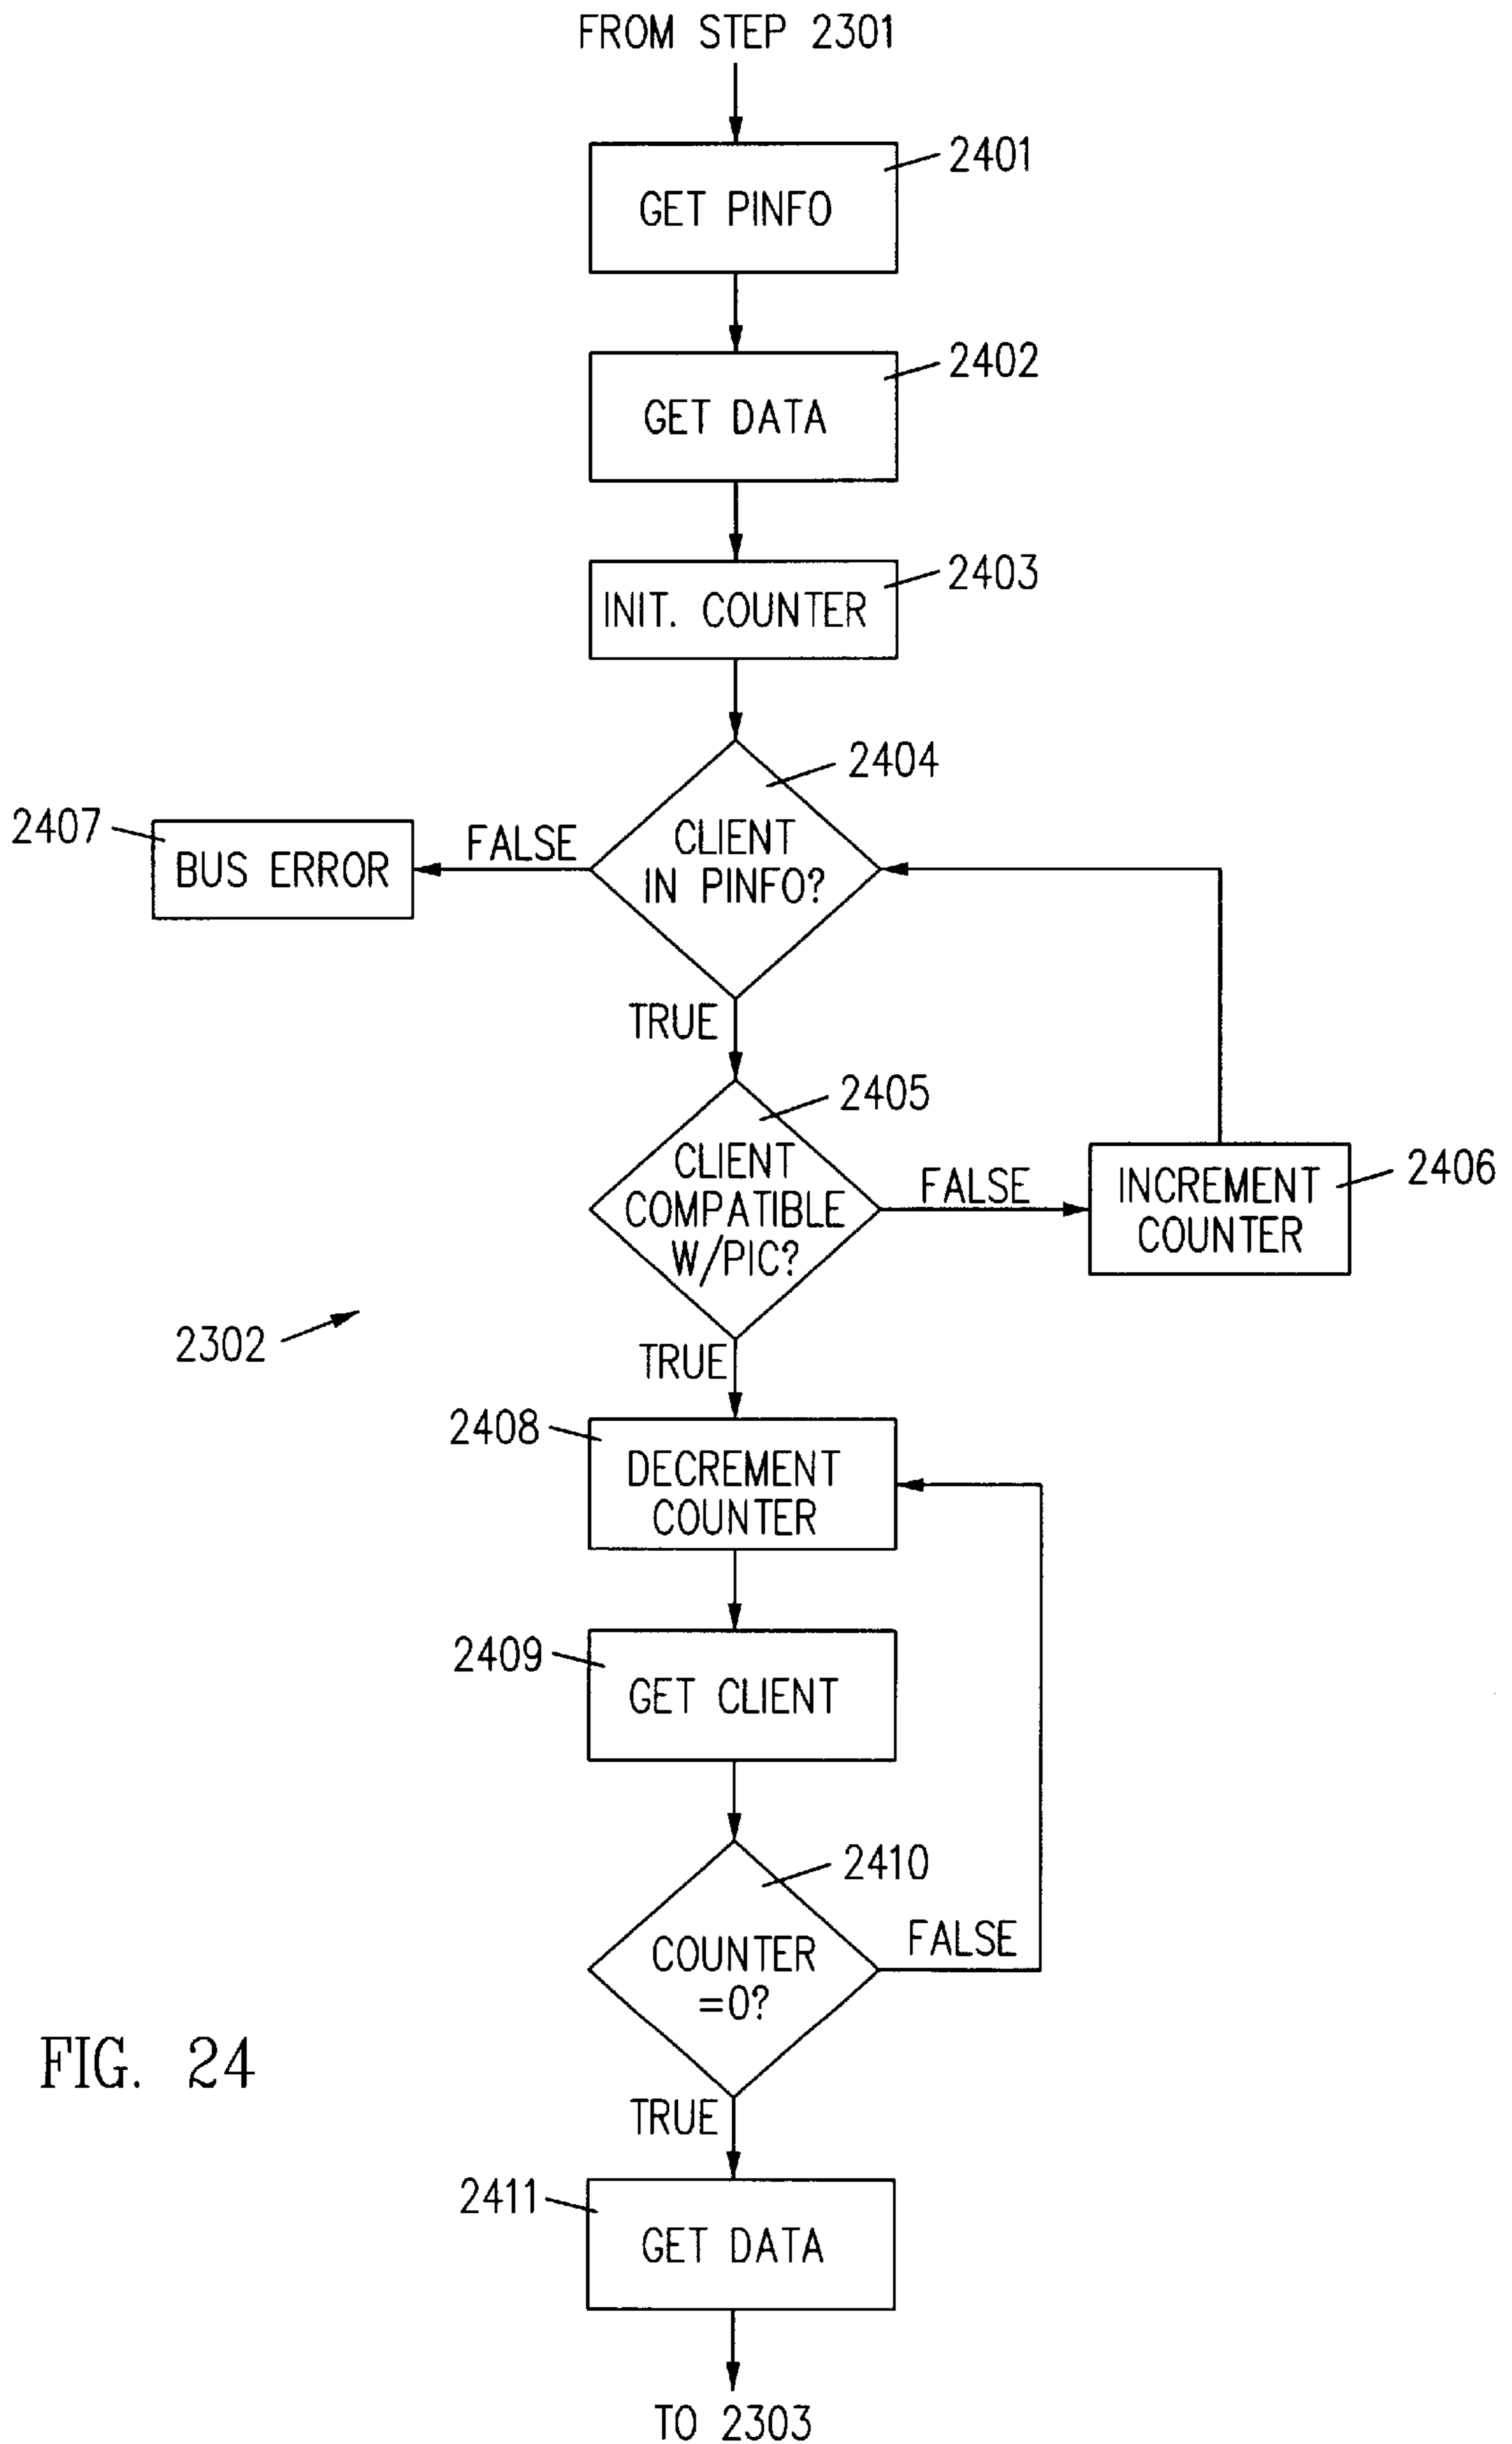 FROM STEP 2301
2401
GET PINFO
2402
GET DATA
2403
INIT. COUNTER
2404
CLIENT
IN PINFO?
2407
BUS ERROR
FALSE
TRUE
2405
CLIENT
COMPATIBLE
W/PIC?
FALSE
2406
INCREMENT
COUNTER
2302
TRUE
2408
DECREMENT
COUNTER
2409
GET CLIENT
2410
COUNTER
=0?
FALSE
FIG. 24
TRUE
2411
GET DATA
TO 2303